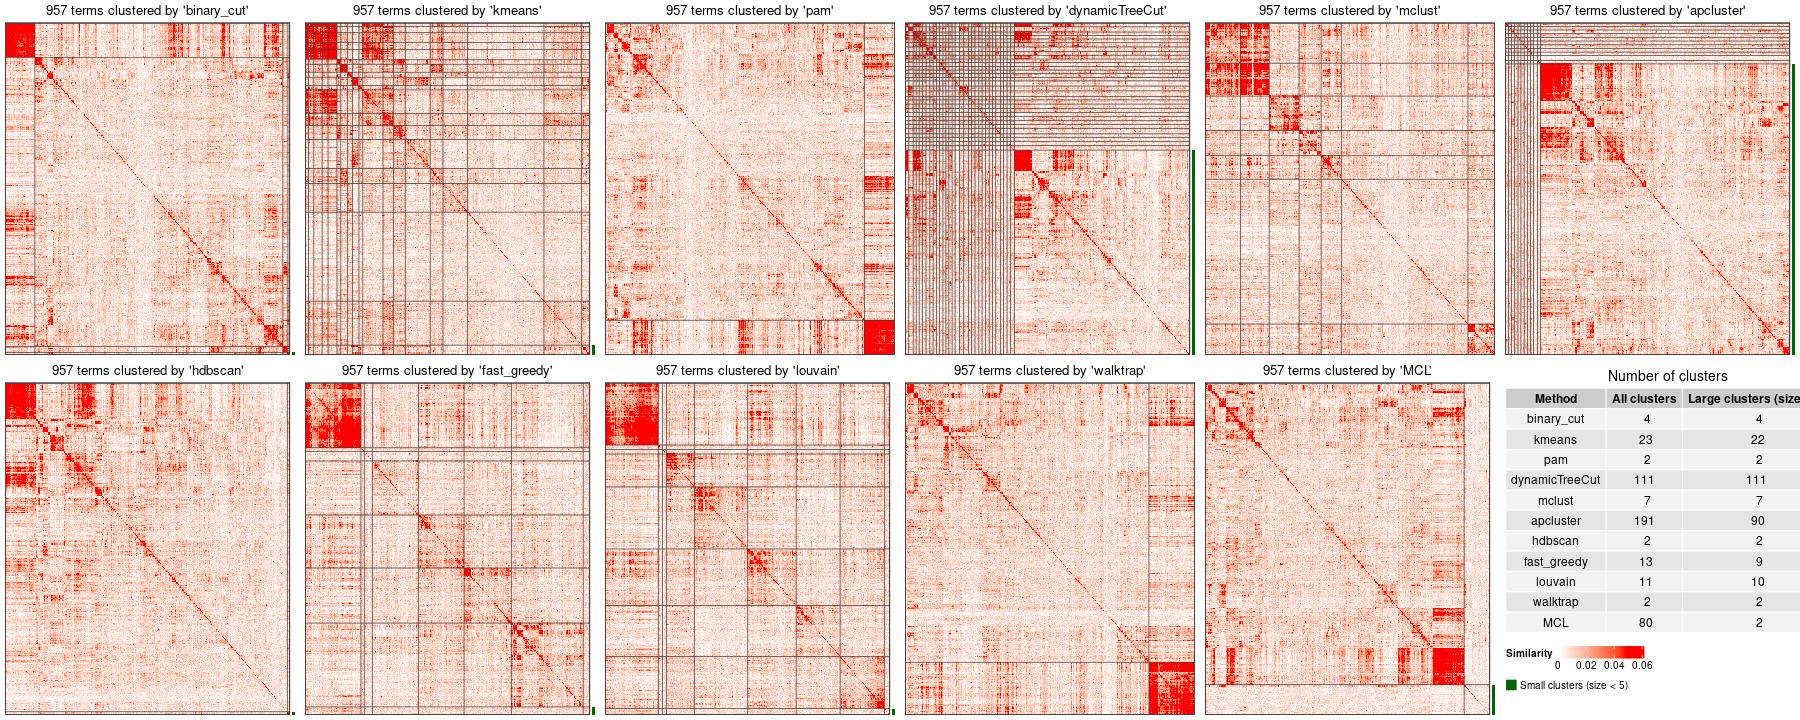 957 terms clustered by 'binary_cut'
957 terms clustered by 'kmeans'
957 terms clustered by 'pam'
957 terms clustered by 'dynamicTreeCut'
957 terms clustered by 'mclust'
957 terms clustered by 'apcluster'
957 terms clustered by 'hdbscan'
957 terms clustered by 'fast_greedy'
957 terms clustered by 'louvain'
957 terms clustered by 'walktrap'
957 terms clustered by 'MCL'
Number of clusters
Method All clusters Large clusters (size
binary_cut 4 4
kmeans 23 22
pam 2 2
dynamicTreeCut 111 111
mclust 7 7
apcluster 191 90
hdbscan 2 2
fast_greedy 13 9
louvain 11 10
walktrap 2 2
MCL 80 2
Similarity
0 0.02 0.04 0.06
Small clusters (size < 5)